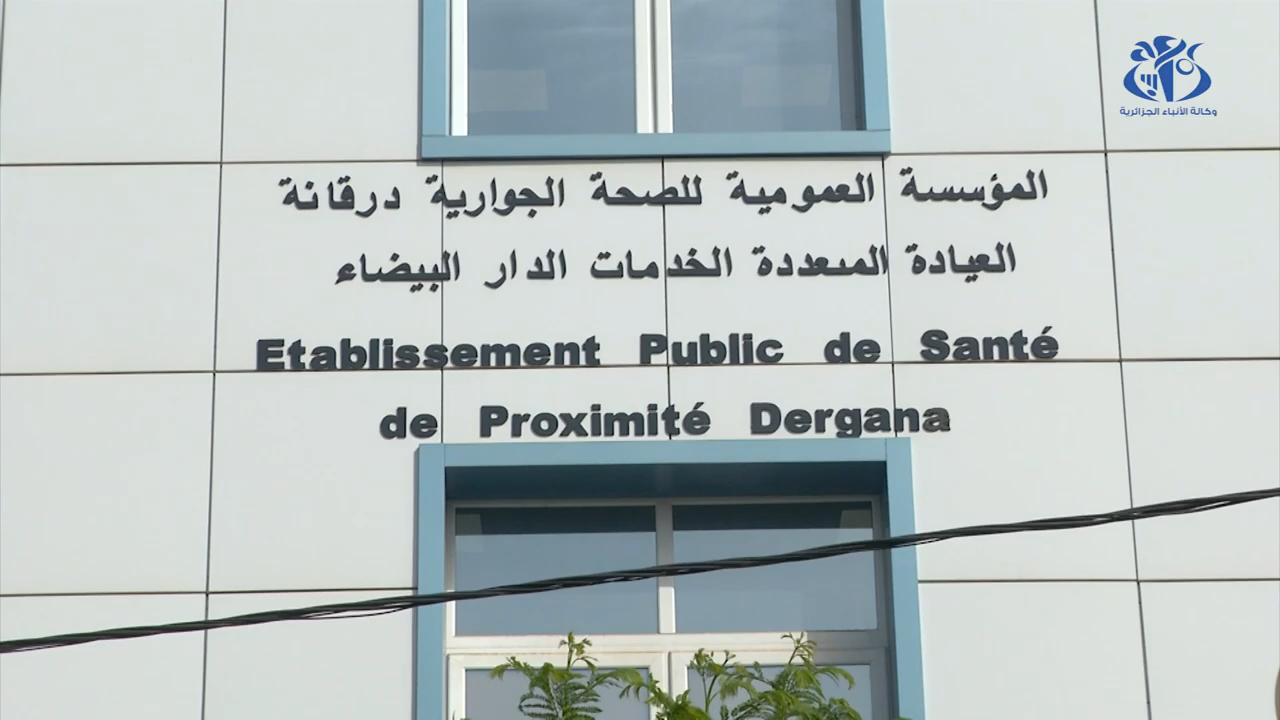 وكالة الأنباء الجزائرية
المؤسسة العمومية للصحة الجوارية درقانة
العيادة المتعددة الخدمات الدار البيضاء
Etablissement Public de Santé
de Proximité Dergana